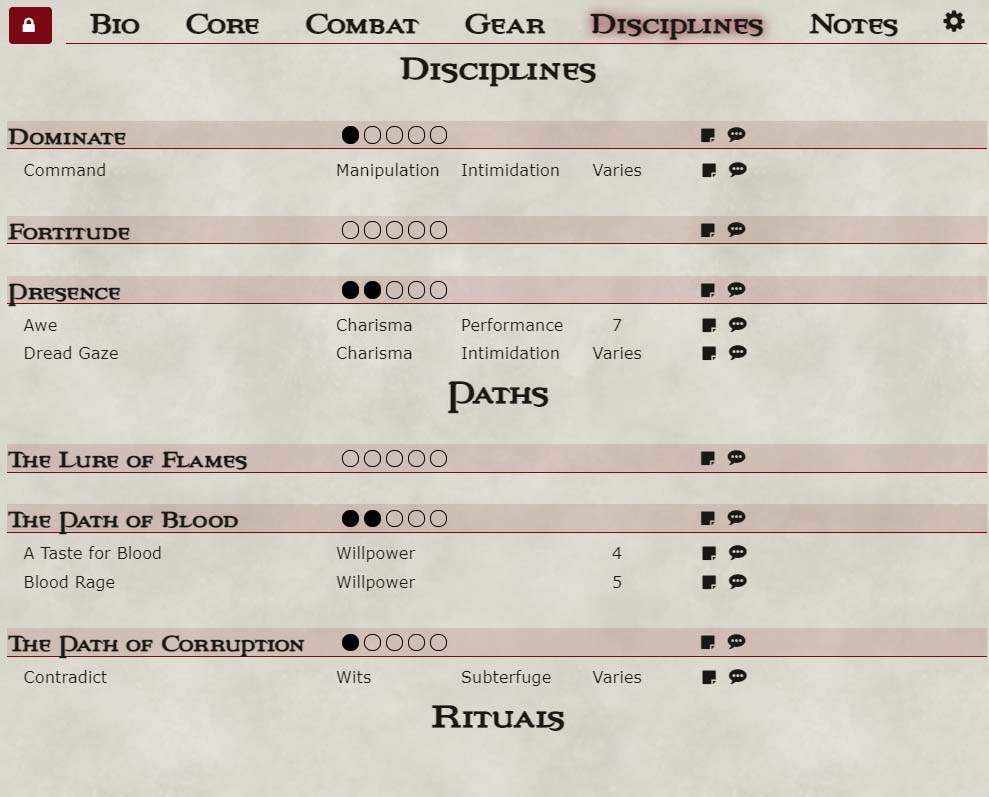 Bio Core Combat Gear Disciplines Notes
Disciplines
Dominate
Command Manipulation Intimidation Varies
Fortitude
Presence
Awe Charisma Performance 7
Dread Gaze Charisma Intimidation Varies
Paths
The Lure of Flames
The Path of Blood
A Taste for Blood Willpower 4
Blood Rage Willpower 5
The Path of Corruption
Contradict Wits Subterfuge Varies
Rituals